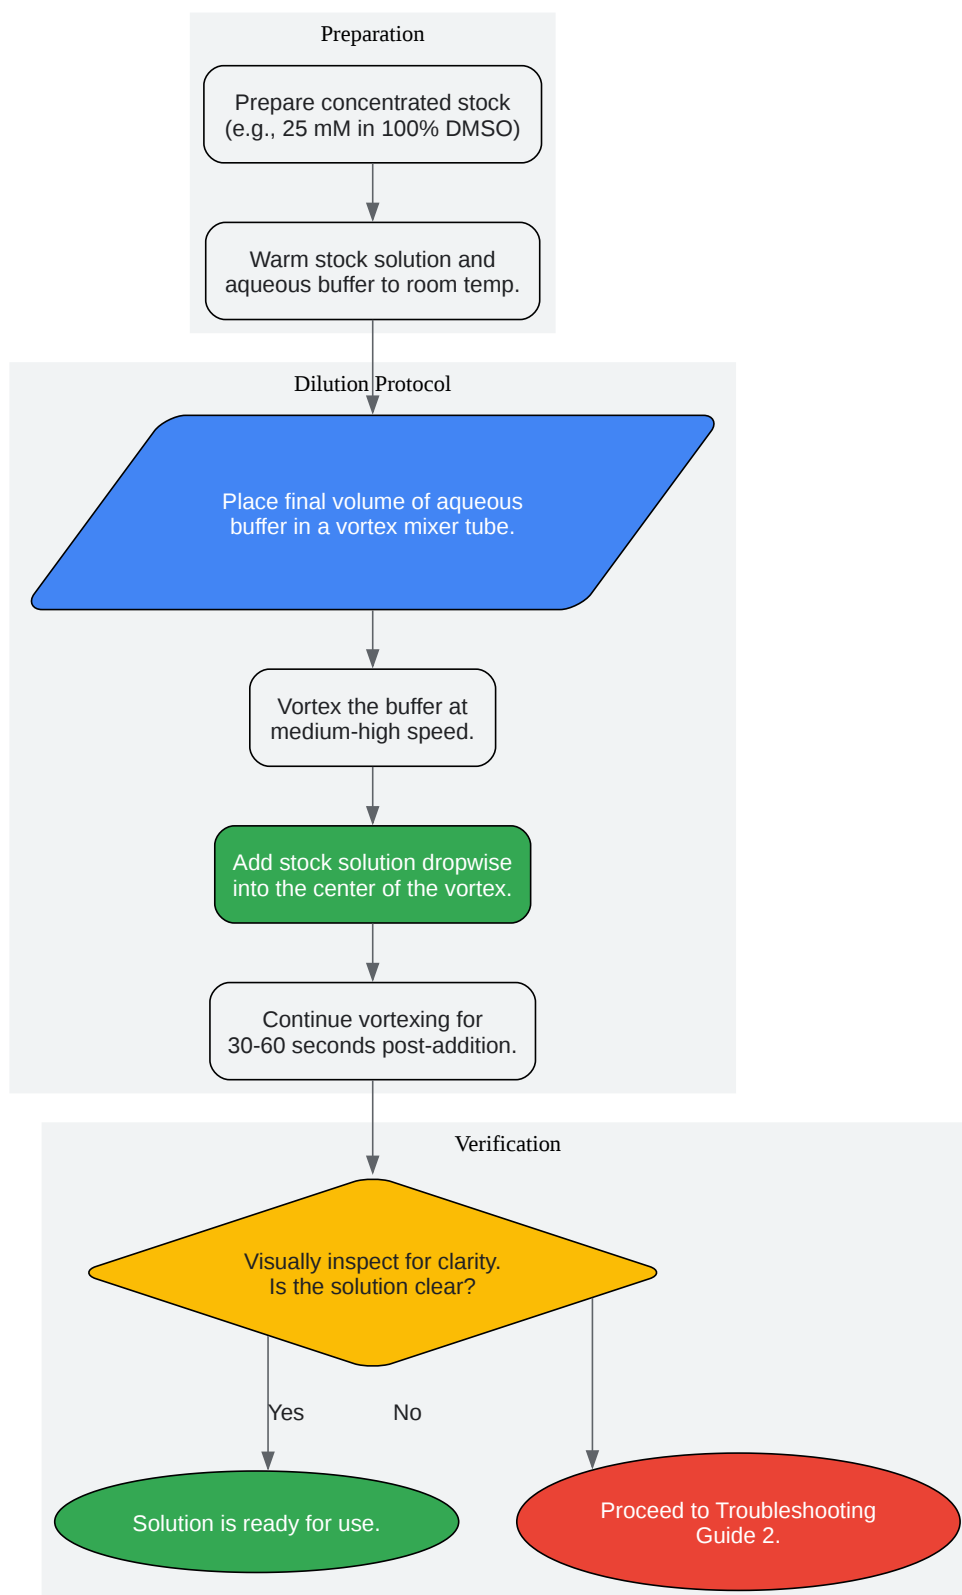 Preparation
Prepare concentrated stock
(e.g., 25 mM in 100% DMSO)
Warm stock solution and
aqueous buffer to room temp.
Dilution Protocol
Place final volume of aqueous
buffer in a vortex mixer tube.
Vortex the buffer at
medium-high speed.
Add stock solution dropwise
into the center of the vortex.
Continue vortexing for
30-60 seconds post-addition.
Verification
Visually inspect for clarity.
Is the solution clear?
Yes
No
Solution is ready for use.
Proceed to Troubleshooting
Guide 2.